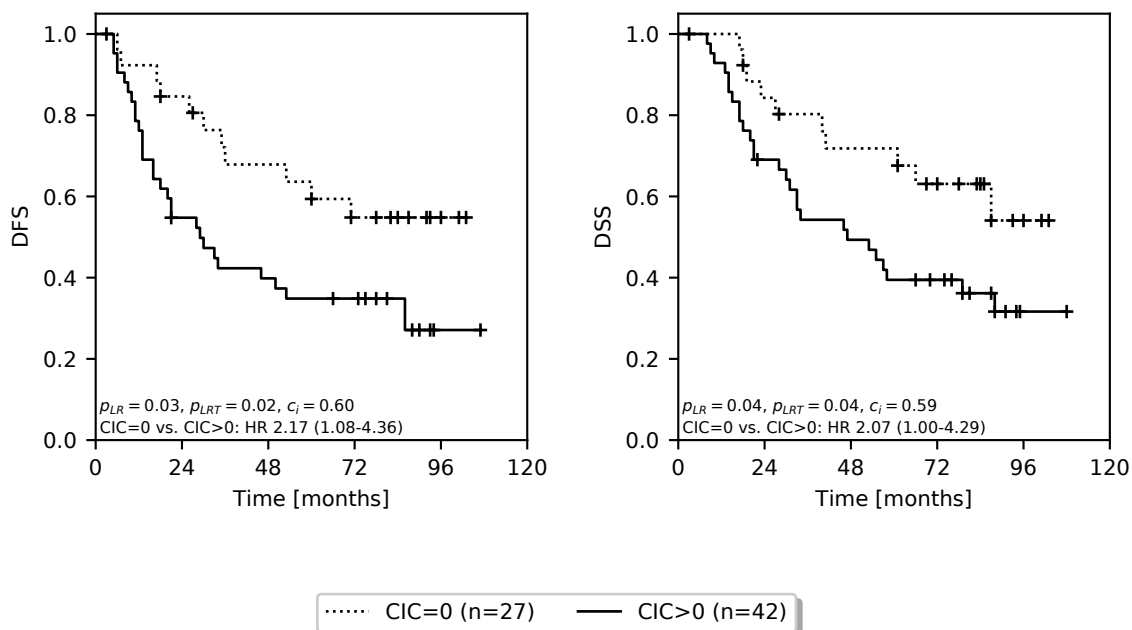 DFS
1.0
0.8
0.6
0.4
0.2
0.0
p_LR = 0.03, p_LRT = 0.02, c_i = 0.60
CIC=0 vs. CIC>0: HR 2.17 (1.08-4.36)
0 24 48 72 96 120
Time [months]
DSS
1.0
0.8
0.6
0.4
0.2
0.0
p_LR = 0.04, p_LRT = 0.04, c_i = 0.59
CIC=0 vs. CIC>0: HR 2.07 (1.00-4.29)
0 24 48 72 96 120
Time [months]
CIC=0 (n=27) CIC>0 (n=42)